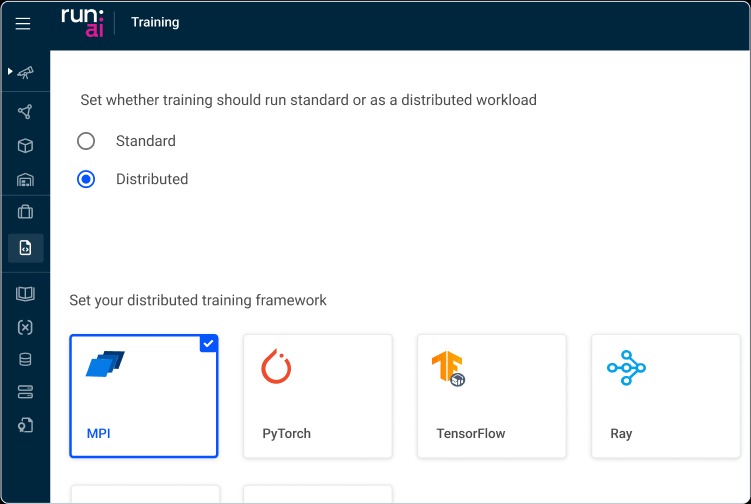 run:
ai
Training
Set whether training should run standard or as a distributed workload
Standard
Distributed
Set your distributed training framework
MPI
PyTorch
TensorFlow
Ray